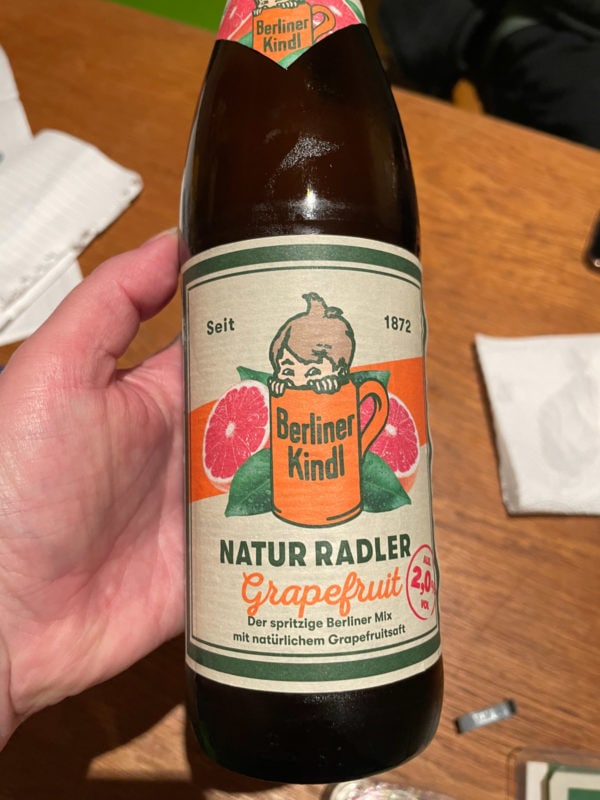 Berliner
Kindl
Seit
1872
Berliner
Kindl
NATUR RADLER
Grapefruit
ALK.
2,0%
VOL
Der spritzige Berliner Mix
mit natürlichem Grapefruitsaft